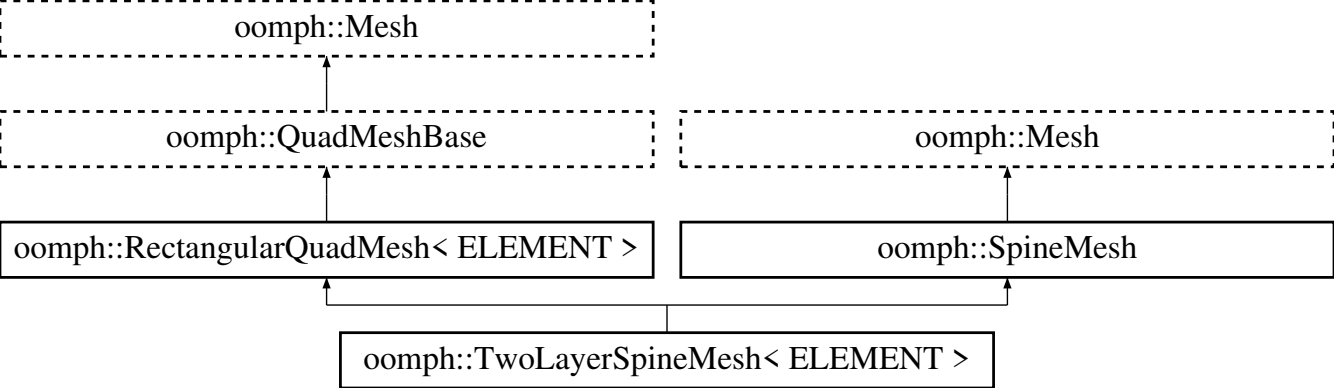 oomph::Mesh
oomph::QuadMeshBase
oomph::Mesh
oomph::RectangularQuadMesh< ELEMENT >
oomph::SpineMesh
oomph::TwoLayerSpineMesh< ELEMENT >